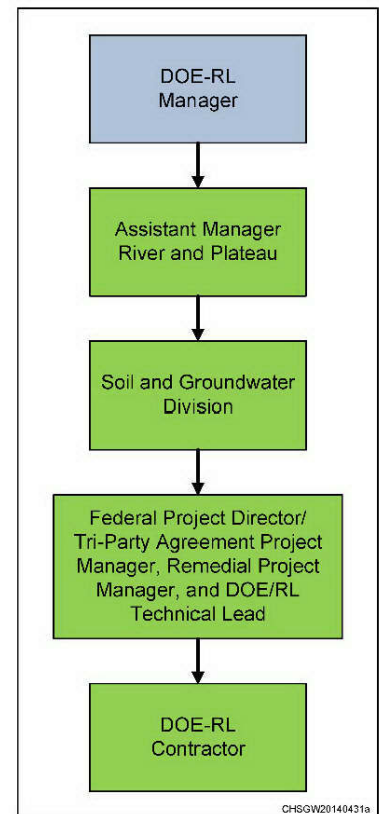 DOE-RL
Manager
Assistant Manager
River and Plateau
Soil and Groundwater
Division
Federal Project Director/
Tri-Party Agreement Project
Manager, Remedial Project
Manager, and DOE/RL
Technical Lead
DOE-RL
Contractor
CHSGW20140431a